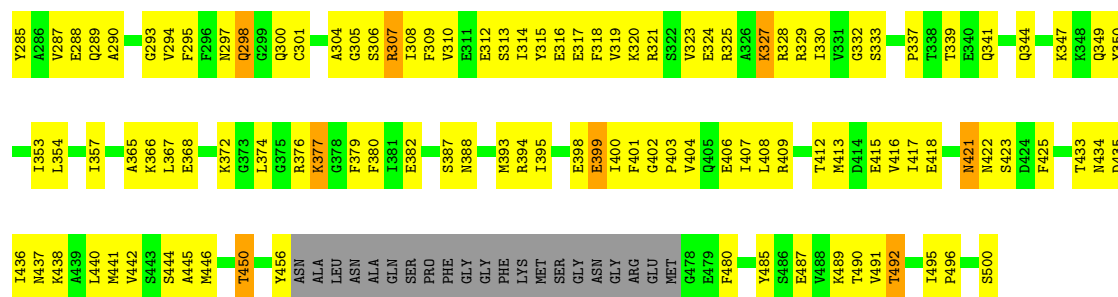 Y285 A286 V287 E288 Q289 A290 G293 V294 F295 F296 N297 Q298 G299 Q300 C301 A304 G305 S306 R307 I308 F309 V310 E311 E312 S313 I314 Y315 E316 E317 F318 V319 K320 R321 S322 V323 E324 R325 A326 K327 R328 R329 I330 V331 G332 S333 P337 T338 T339 E340 Q341 Q344 K347 K348 Q349 Y350
I353 L354 I357 A365 K366 L367 E368 K372 G373 L374 G375 R376 K377 G378 F379 F380 I381 E382 S387 N388 M393 R394 I395 E398 E399 I400 F401 G402 P403 V404 Q405 E406 I407 L408 R409 T412 M413 D414 E415 V416 I417 E418 N421 N422 S423 D424 F425 T433 N434 D435
I436 N437 K438 A439 L440 M441 V442 S443 S444 A445 M446 T450 Y456 ASN ALA LEU ASN ALA GLN SER PRO PHE GLY GLY PHE LYS MET SER GLY ASN GLY ARG GLU MET G478 E479 F480 Y485 S486 E487 V488 K489 T490 V491 T492 I495 P496 S500